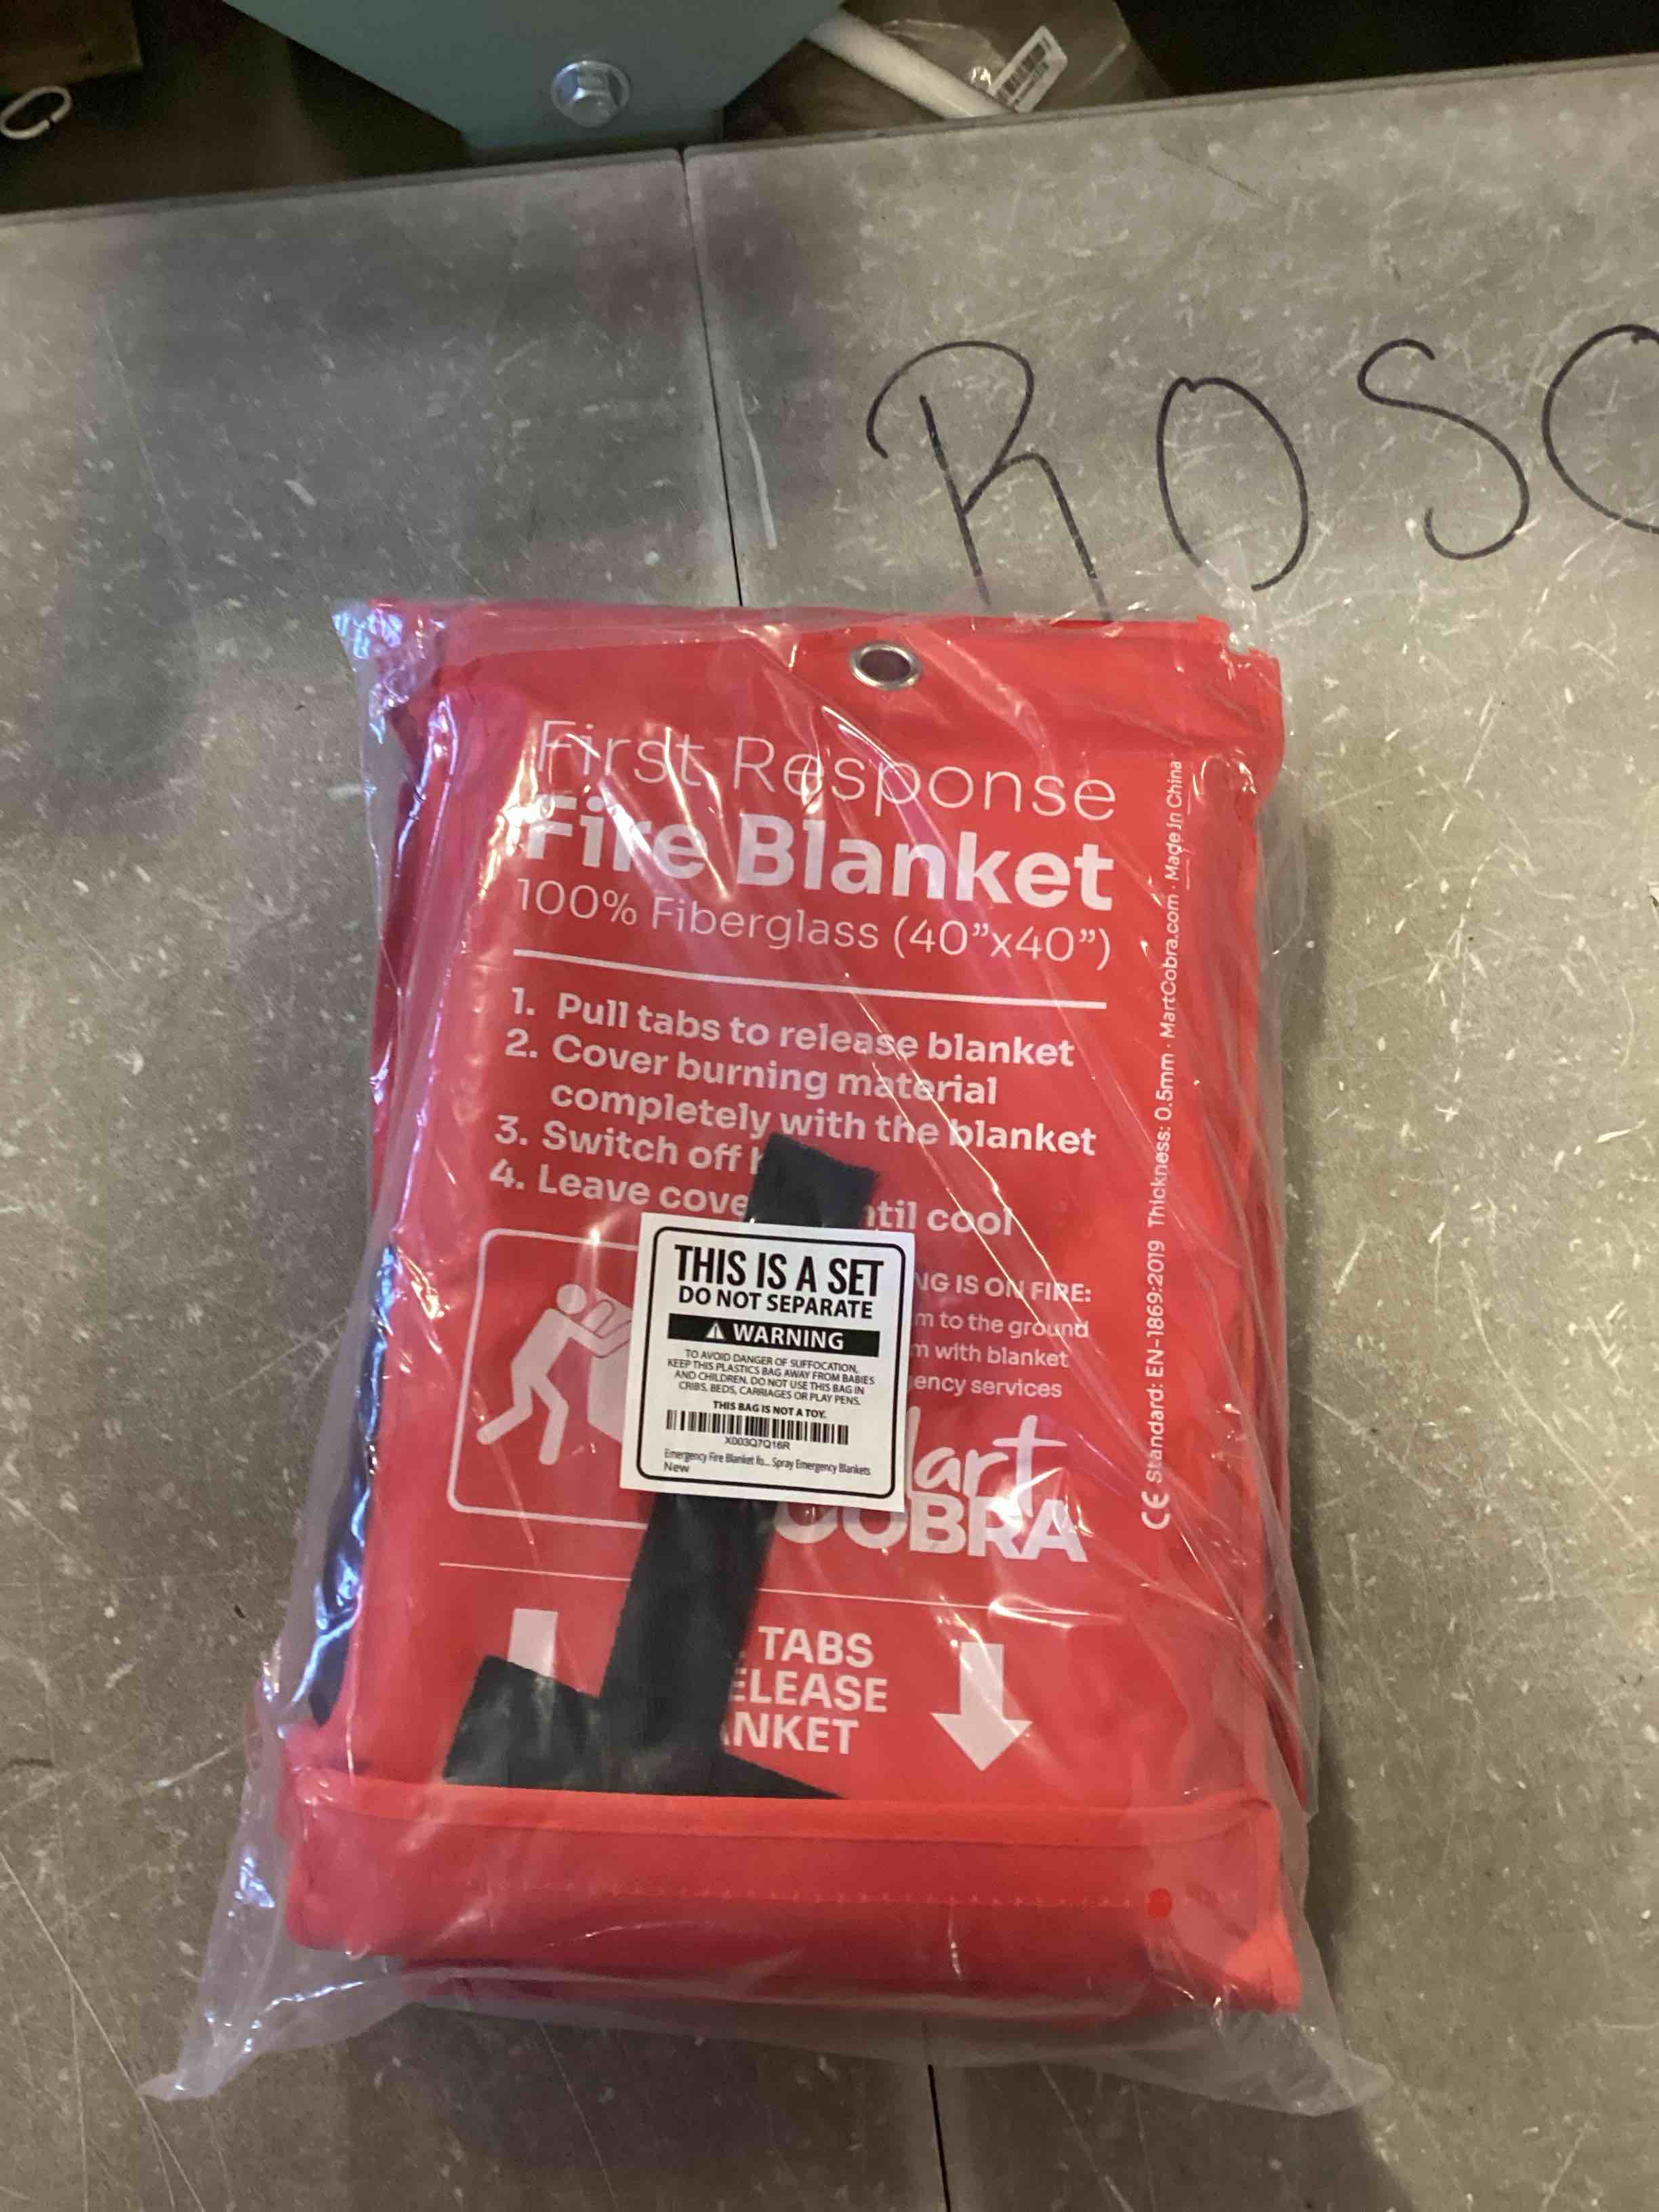 ROSC
First Response
Fire Blanket
100% Fiberglass (40"x40")
1. Pull tabs to release blanket
2. Cover burning material
completely with the blanket
3. Switch off
4. Leave cove til cool
NG IS ON FIRE:
m to the ground
m with blanket
ency services
art
COBRA
TABS
ELEASE
NKET
THIS IS A SET
DO NOT SEPARATE
WARNING
TO AVOID DANGER OF SUFFOCATION,
KEEP THIS PLASTICS BAG AWAY FROM BABIES
AND CHILDREN. DO NOT USE THIS BAG IN
CRIBS, BEDS, CARRIAGES OR PLAY PENS.
THIS BAG IS NOT A TOY.
X003Q7Q16R
Emergency Fire Blanket fo... Spray Emergency Blankets
New
CE Standard: EN-1869:2019 Thickness: 0.5mm · MartCobra.com · Made in China